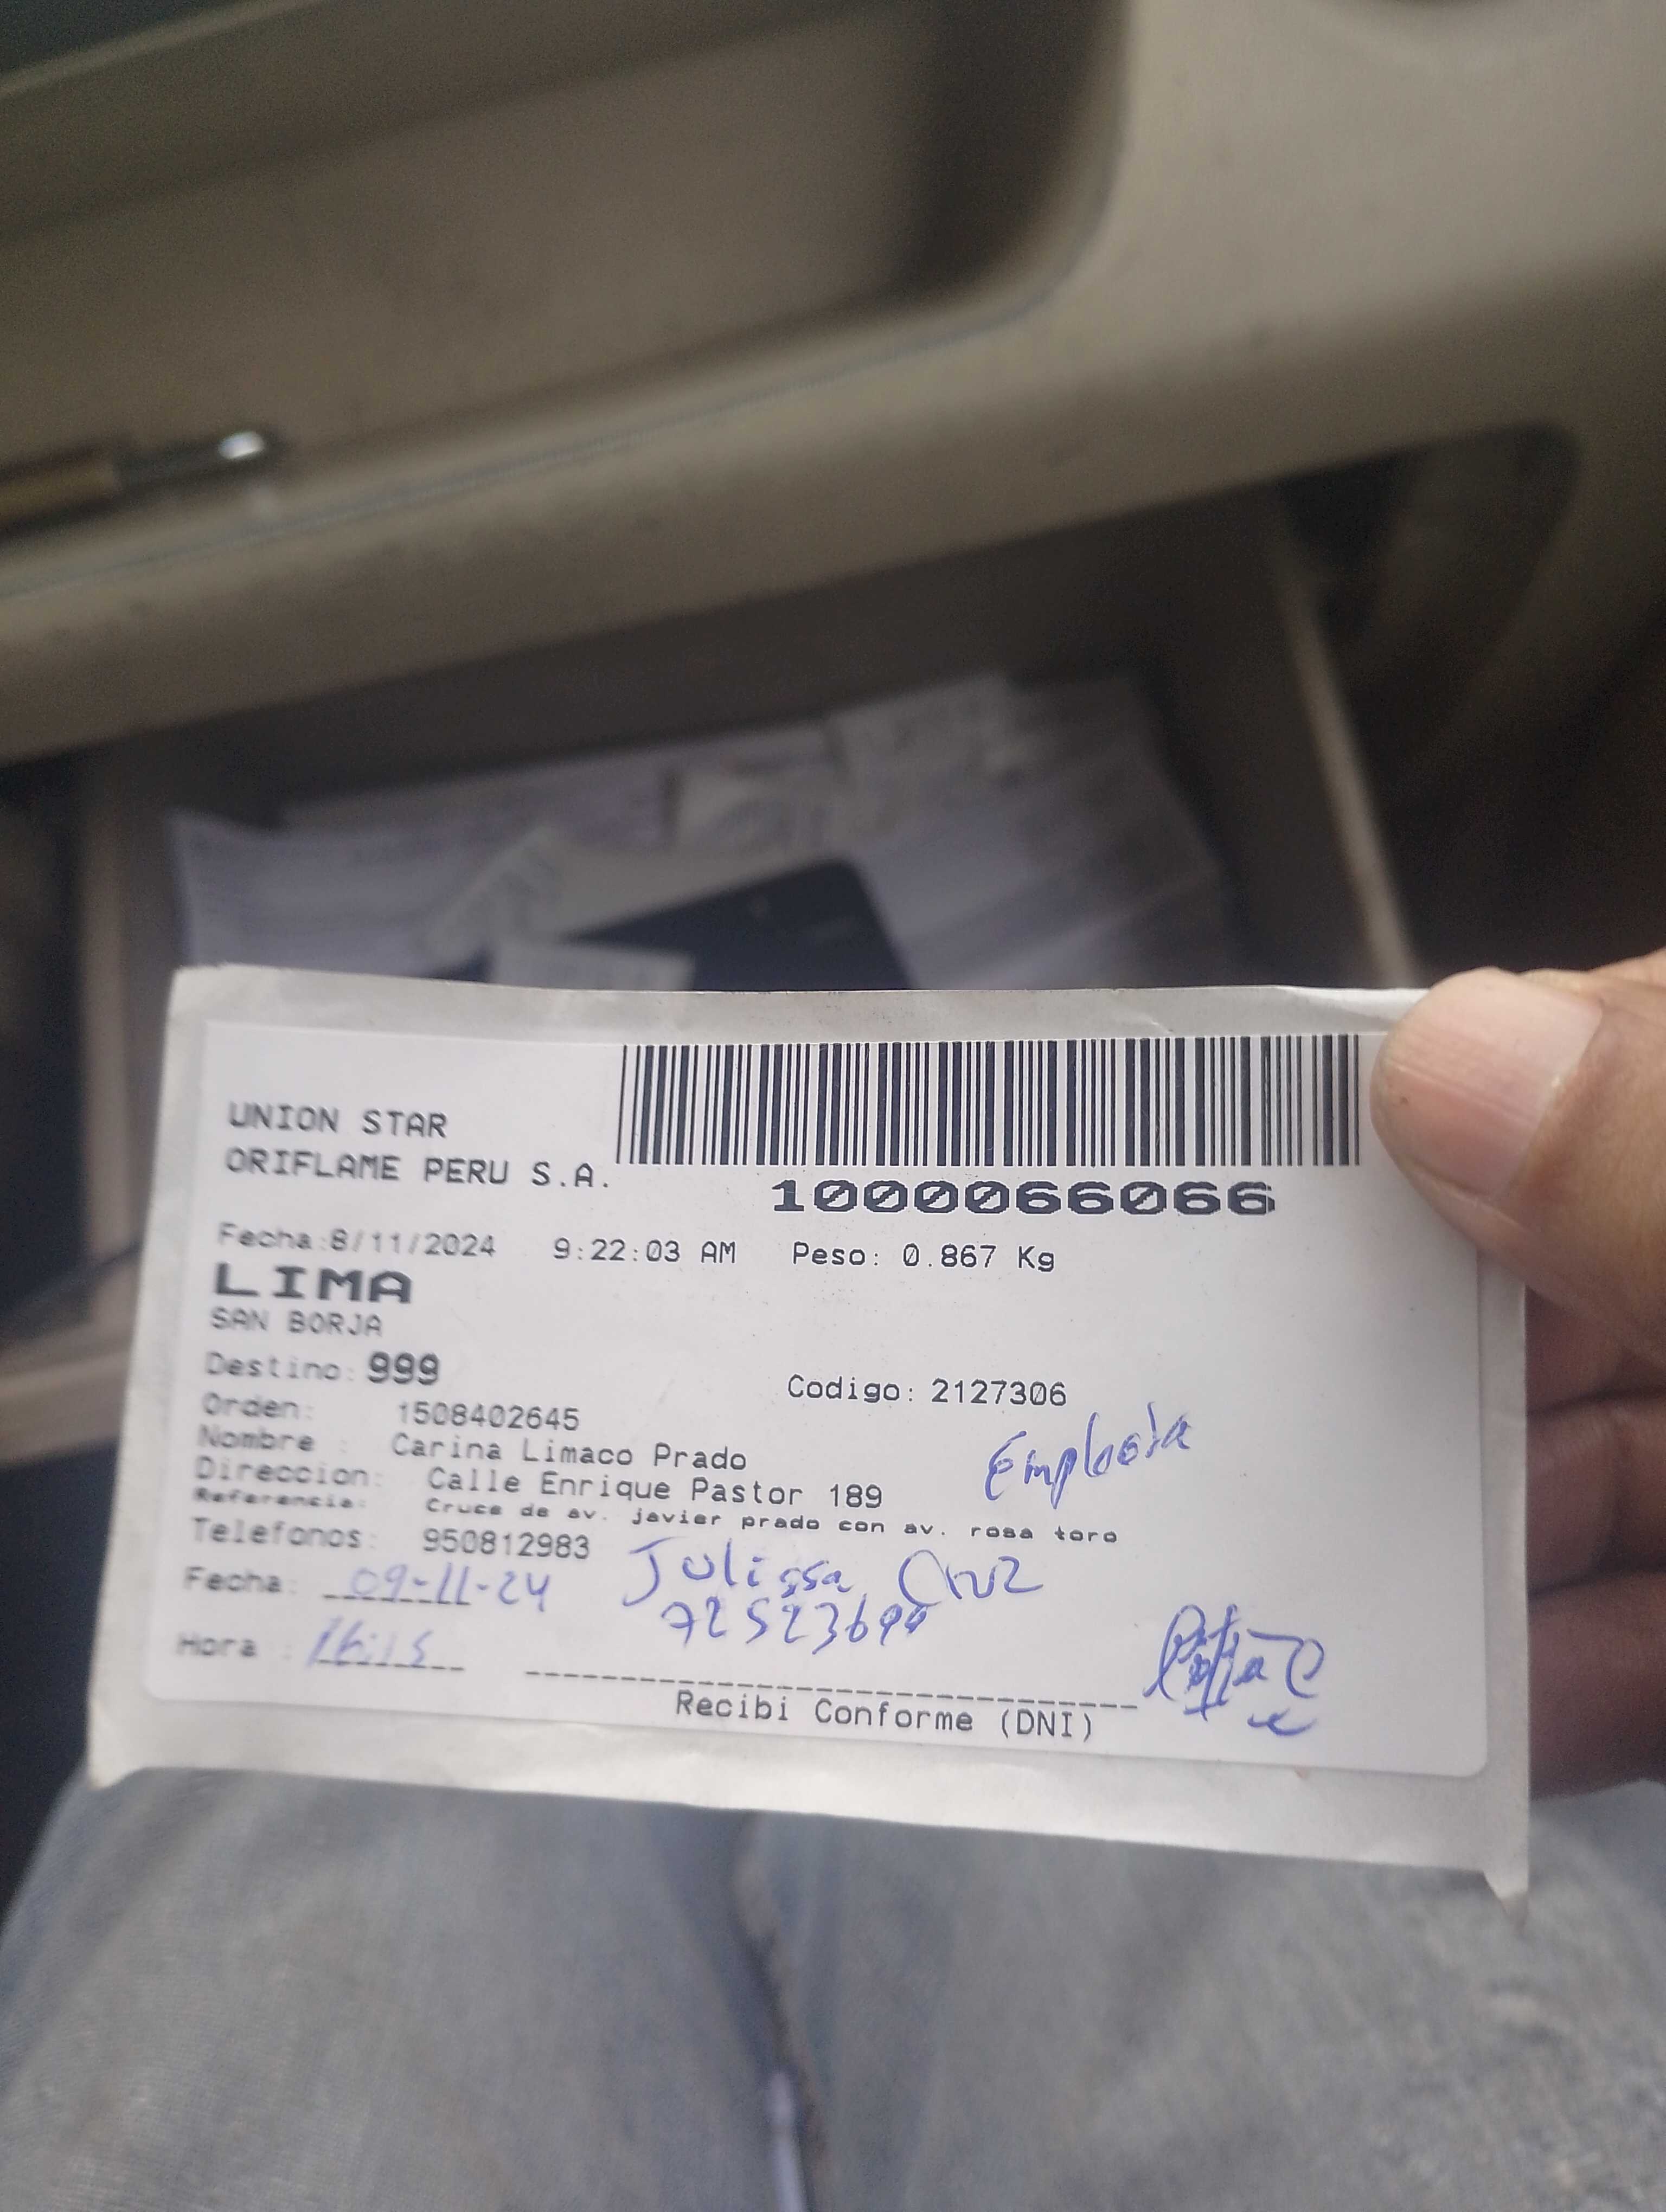 UNION STAR
ORIFLAME PERU S.A.
1000066066
Fecha:8/11/2024 9:22:03 AM Peso: 0.867 Kg
LIMA
SAN BORJA
Destino: 999
Codigo: 2127306
Orden: 1508402645
Nombre : Carina Limaco Prado
Direccion: Calle Enrique Pastor 189
Referencia: Cruce de av. javier prado con av. rosa toro
Telefonos: 950812983
Fecha: 09-11-24 Julissa Cruz
Hora :
Recibi Conforme (DNI)